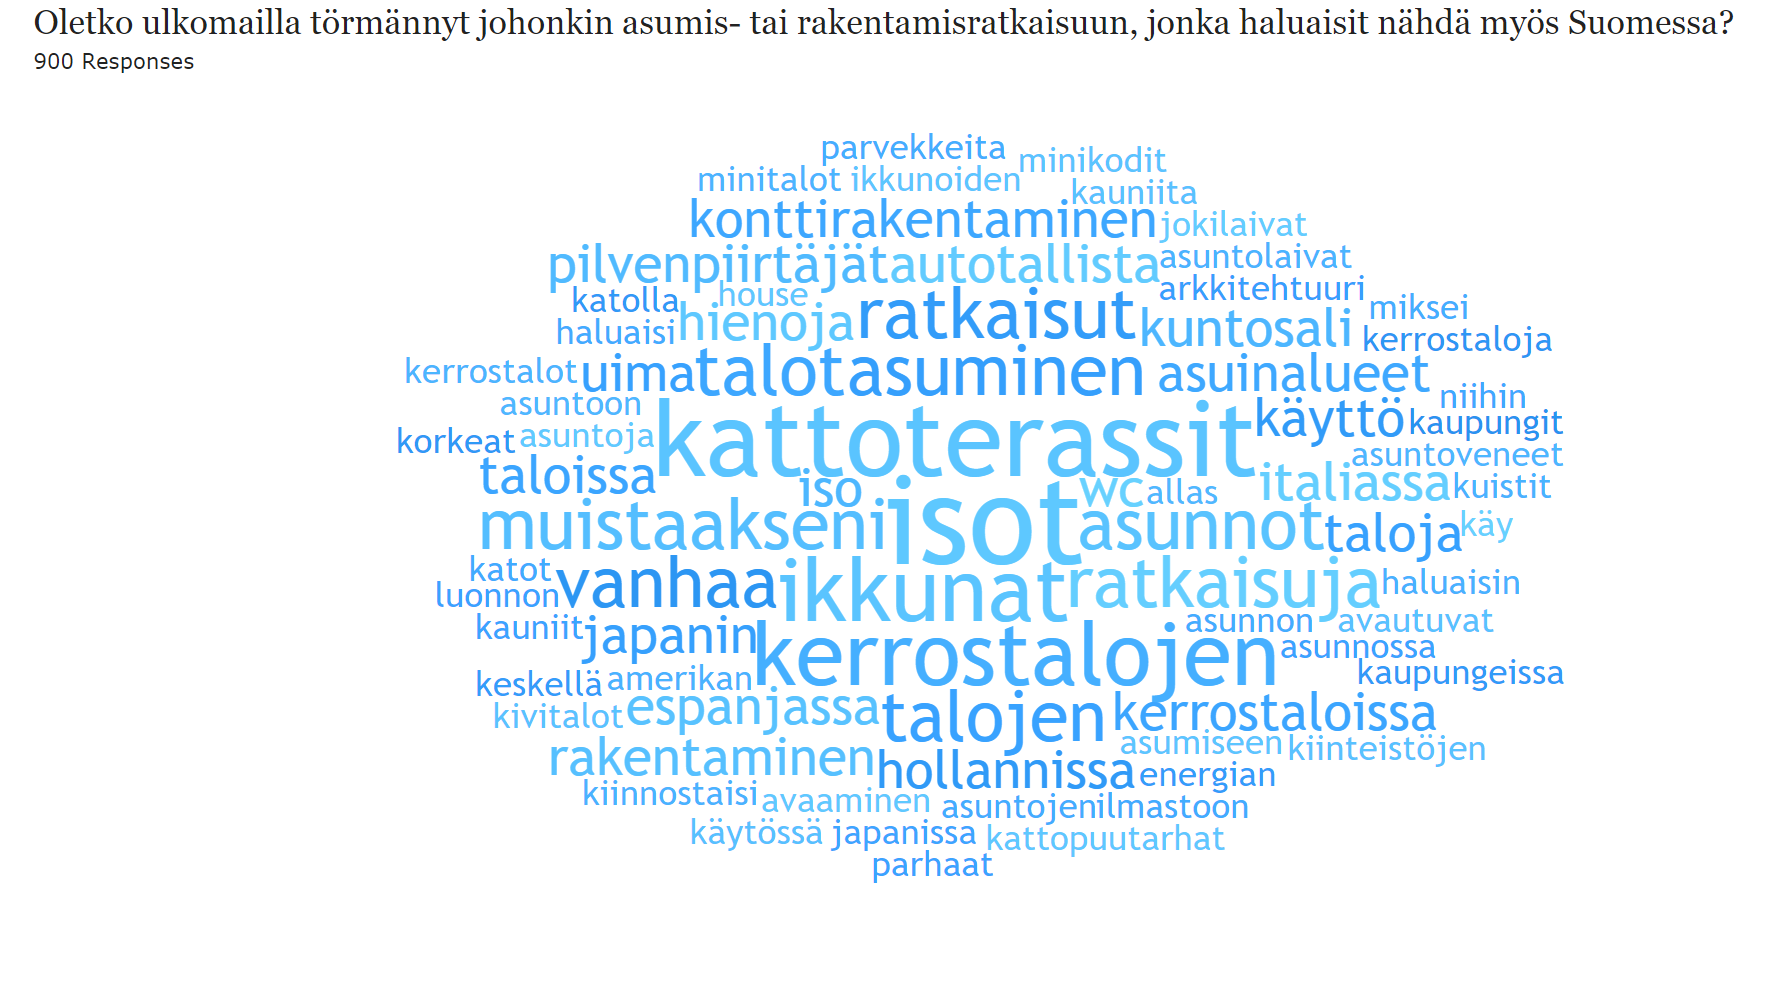 Oletko ulkomailla törmännyt johonkin asumis- tai rakentamisratkaisuun, jonka haluaisit nähdä myös Suomessa?
900 Responses
parvekkeita minikodit
minitalot ikkunoiden kauniita
konttirakentaminen jokilaivat
pilvenpiirtäjät autotallista asuntolaivat
katolla house arkkitehtuuri miksei
haluaisi hienoja ratkaisut kuntosali kerrostaloja
kerrostalot uima talot asuminen asuinalueet niihin
asuntoon käyttö kaupungit
korkeat asuntoja kattoterassit asuntoveneet
taloissa iso wc allas italiassa kuistit
muistaakseni isot asunnot taloja käy
katot vanhaa ikkunat ratkaisuja haluaisin
luonnon
kauniit japanin asunnon avautuvat
kerrostalojen asunnossa
keskellä amerikan kaupungeissa
kivitalot espanjassa talojen kerrostaloissa
asumiseen kiinteistöjen
rakentaminen hollannissa energian
kiinnostaisi avaaminen asuntojen ilmastoon
käytössä japanissa kattopuutarhat
parhaat